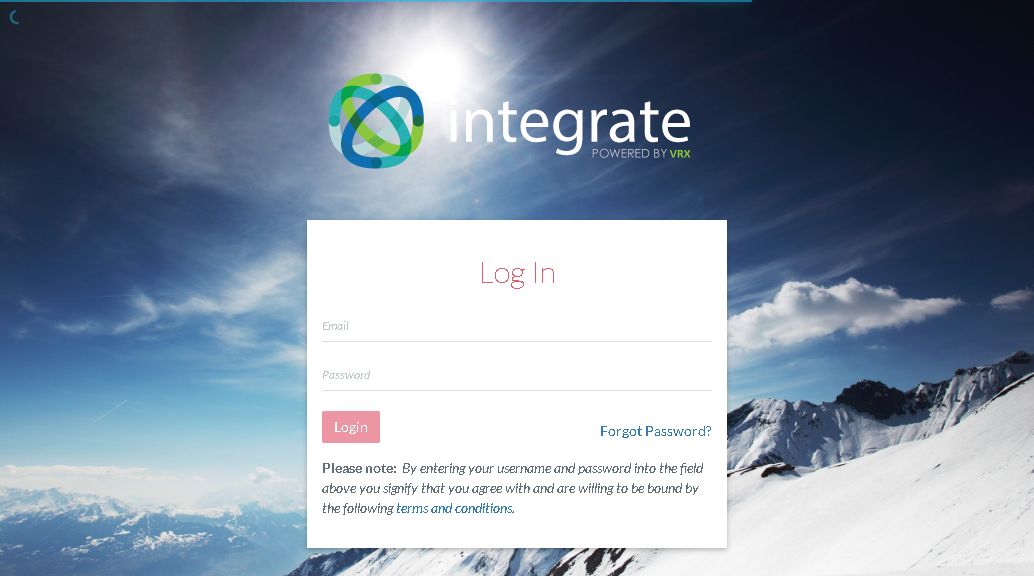 integrate
POWERED BY VRX
Log In
Email
Password
Login
Forgot Password?
Please note: By entering your username and password into the field
above you signify that you agree with and are willing to be bound by
the following terms and conditions.